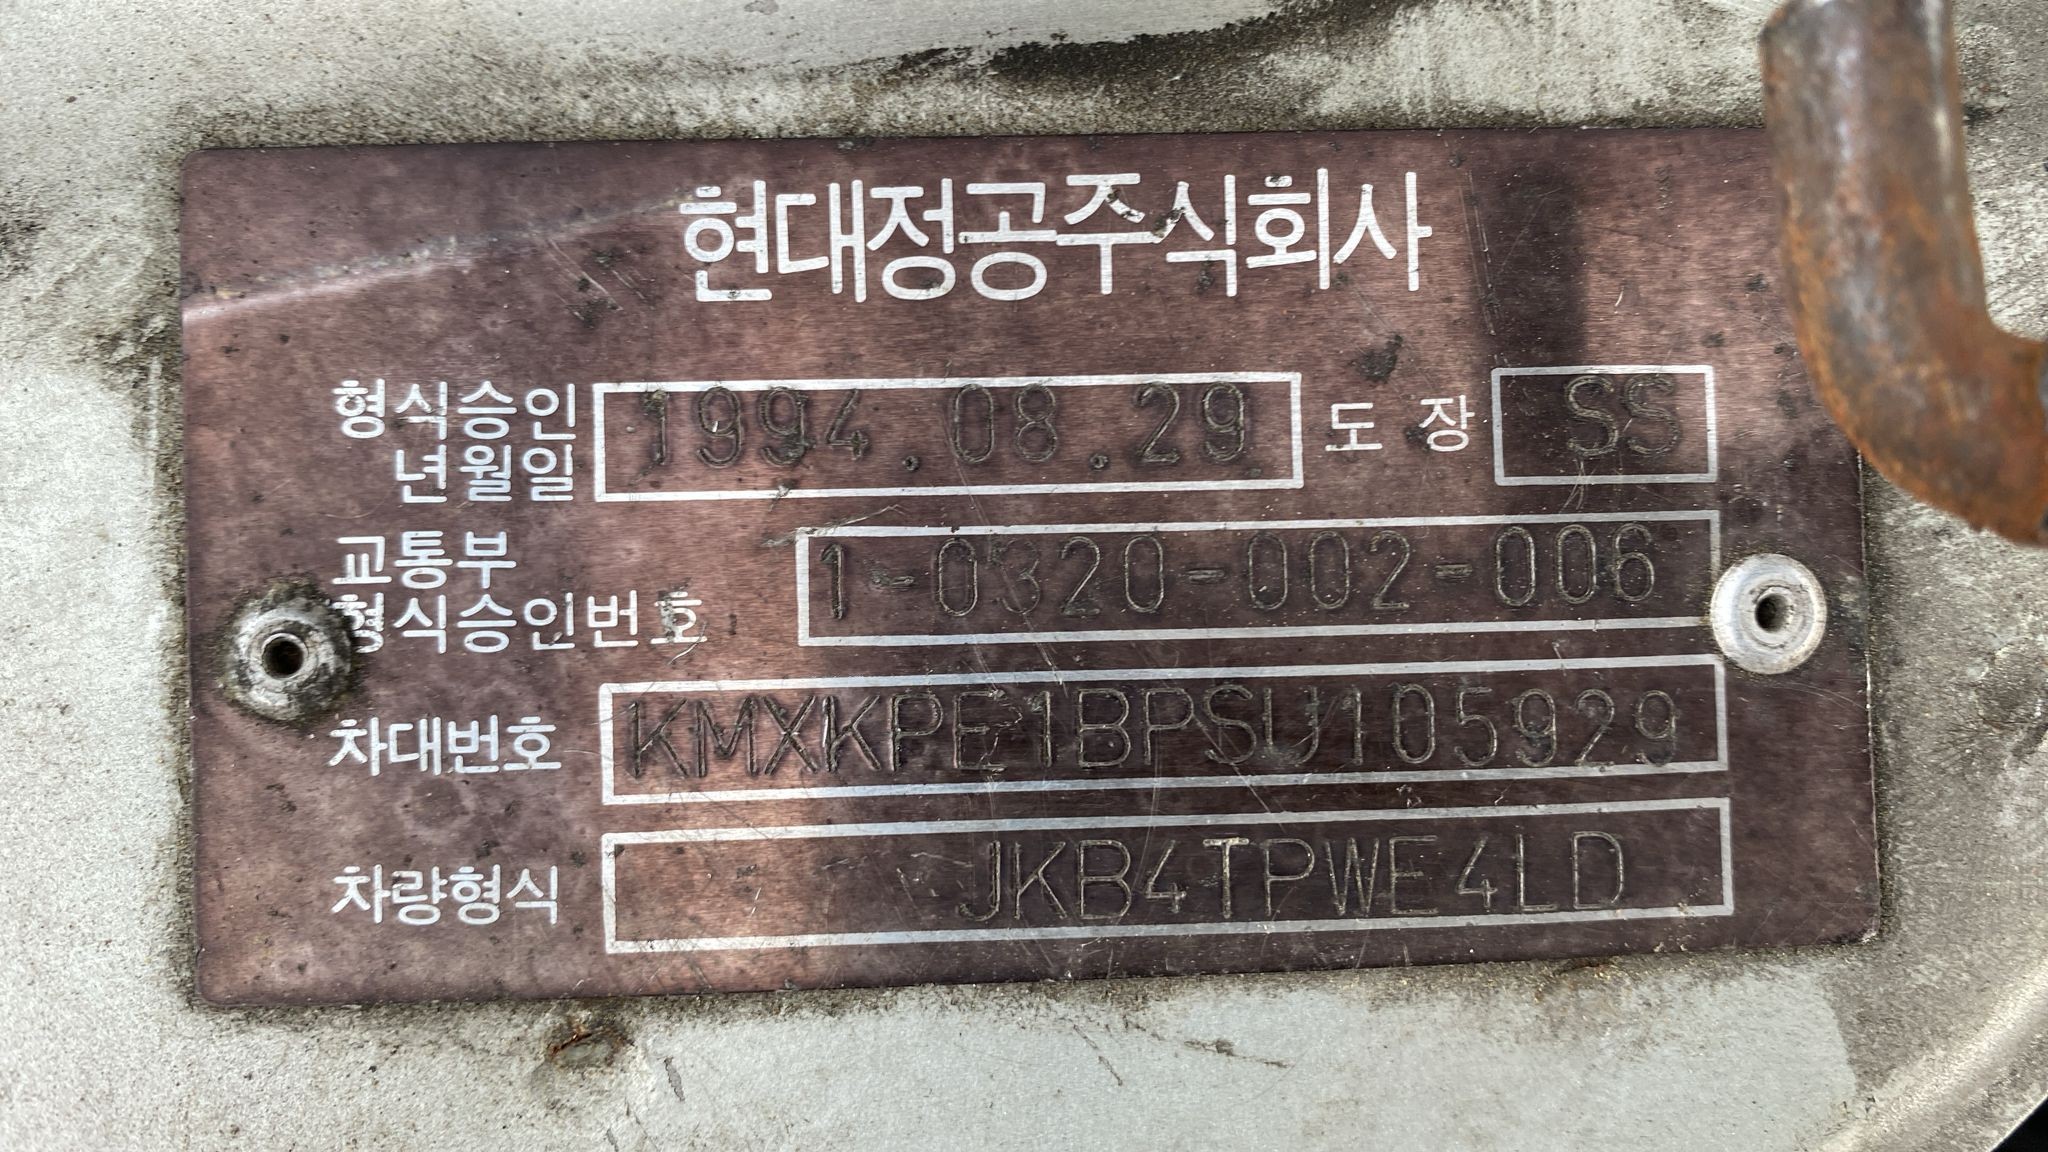 현대정공주식회사
형식승인
년월일 1994.08.29 도장 SS
교통부
형식승인번호 1-0320-002-006
차대번호 KMXKPE1BPSU105929
차량형식 JKB4TPWE4LD